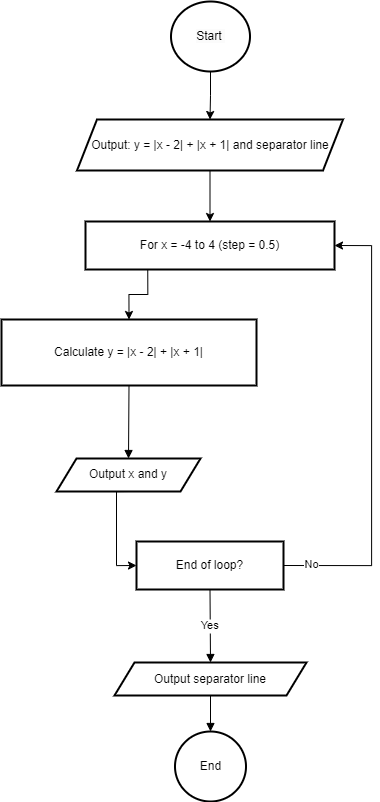 Start
Output: y = |x - 2| + |x + 1| and separator line
For x = -4 to 4 (step = 0.5)
Calculate y = |x - 2| + |x + 1|
Output x and y
End of loop?
No
Yes
Output separator line
End